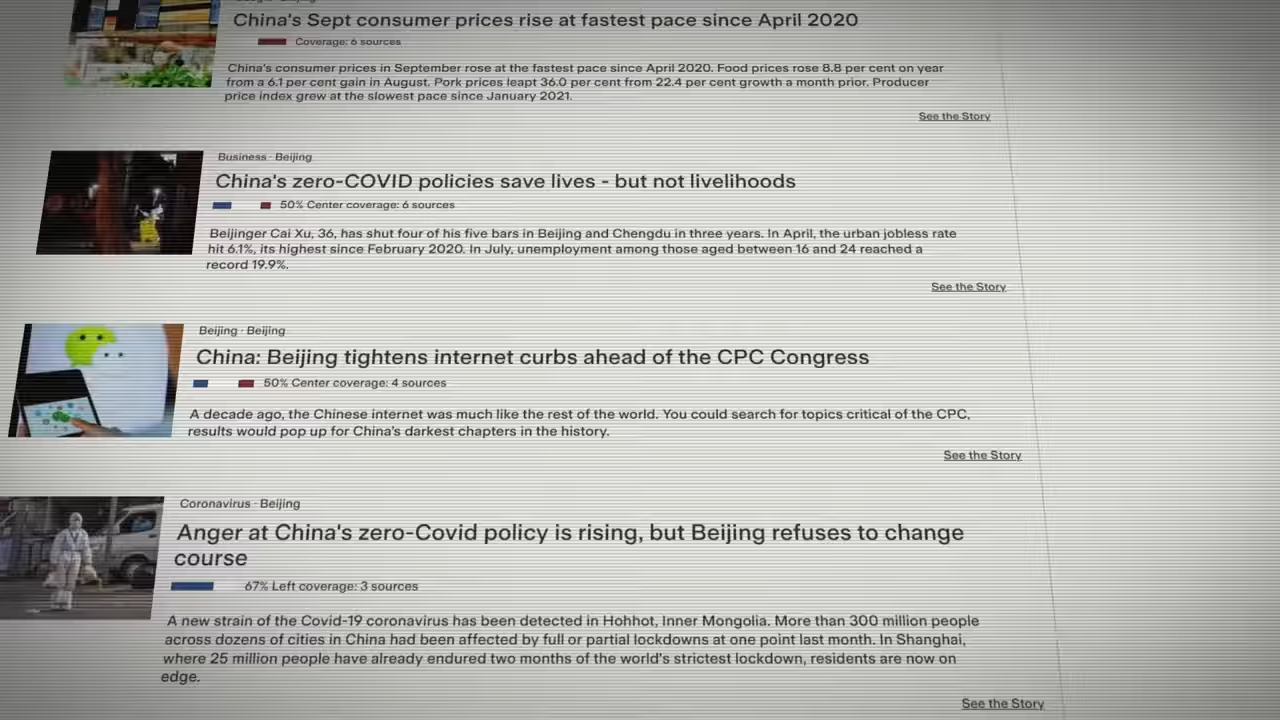 China's Sept consumer prices rise at fastest pace since April 2020
Coverage: 6 sources
China's consumer prices in September rose at the fastest pace since April 2020. Food prices rose 8.8 per cent on year
from a 6.1 per cent gain in August. Pork prices leapt 36.0 per cent from 22.4 per cent growth a month prior. Producer
price index grew at the slowest pace since January 2021.
See the Story
Business · Beijing
China's zero-COVID policies save lives - but not livelihoods
50% Center coverage: 6 sources
Beijinger Cai Xu, 36, has shut four of his five bars in Beijing and Chengdu in three years. In April, the urban jobless rate
hit 6.1%, its highest since February 2020. In July, unemployment among those aged between 16 and 24 reached a
record 19.9%.
See the Story
Beijing · Beijing
China: Beijing tightens internet curbs ahead of the CPC Congress
50% Center coverage: 4 sources
A decade ago, the Chinese internet was much like the rest of the world. You could search for topics critical of the CPC,
results would pop up for China's darkest chapters in the history.
See the Story
Coronavirus · Beijing
Anger at China's zero-Covid policy is rising, but Beijing refuses to change
course
67% Left coverage: 3 sources
A new strain of the Covid-19 coronavirus has been detected in Hohhot, Inner Mongolia. More than 300 million people
across dozens of cities in China had been affected by full or partial lockdowns at one point last month. In Shanghai,
where 25 million people have already endured two months of the world's strictest lockdown, residents are now on
edge.
See the Story